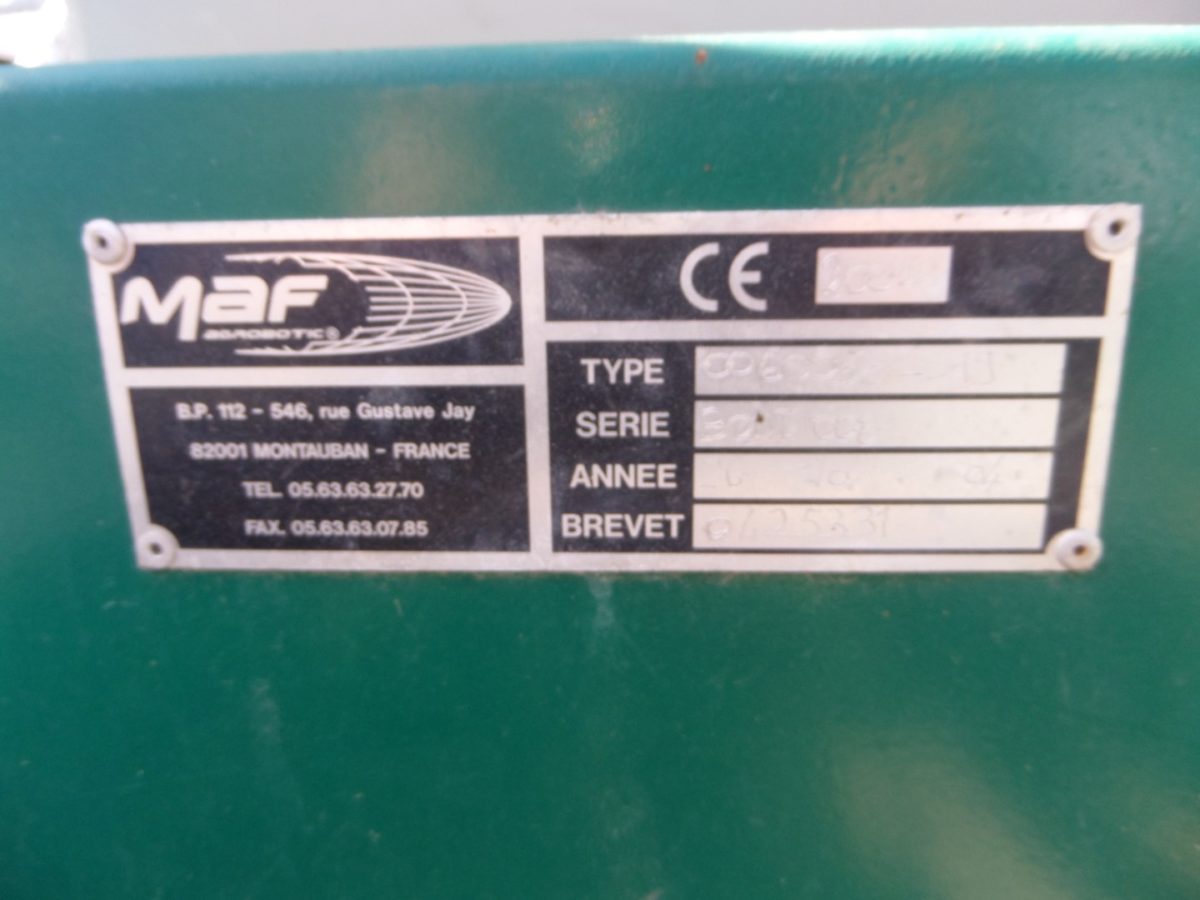 MAF
AGROBOTIC®
B.P. 112 - 546, rue Gustave Jay
82001 MONTAUBAN - FRANCE
TEL. 05.63.63.27.70
FAX. 05.63.63.07.85
CE
TYPE
SERIE
ANNEE
BREVET